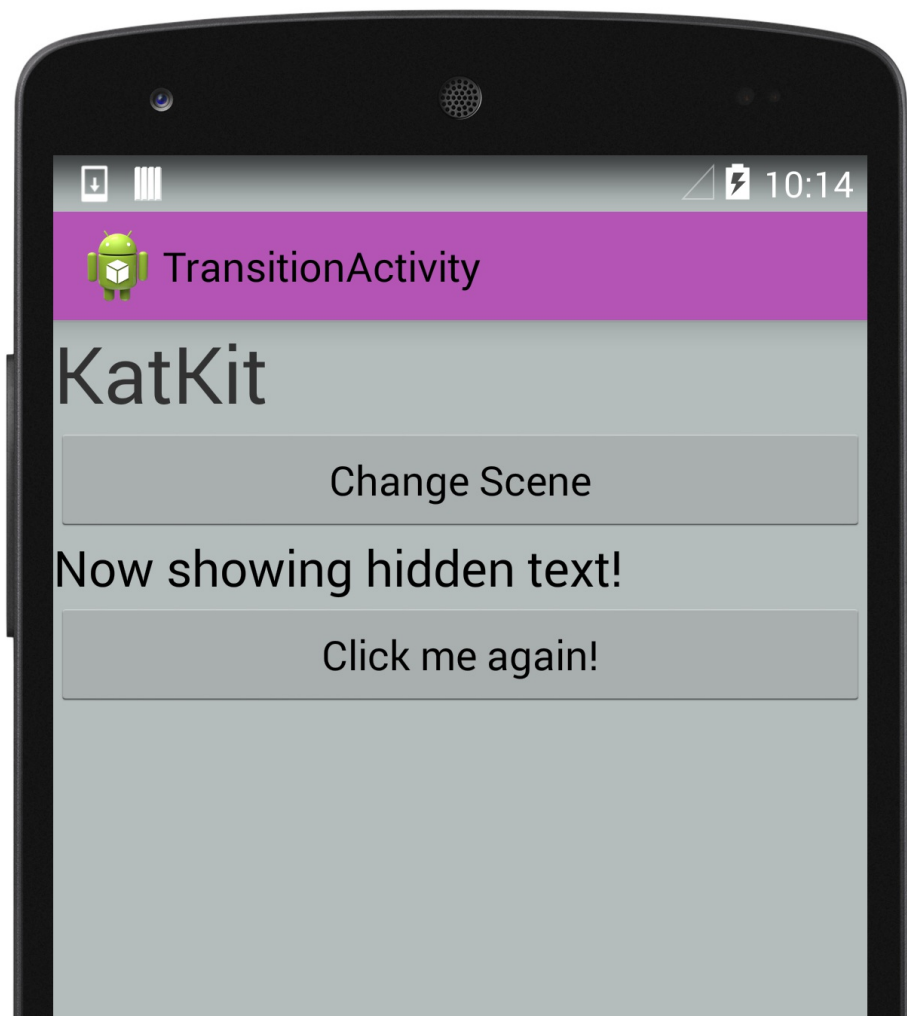 10:14
TransitionActivity
KatKit
Change Scene
Now showing hidden text!
Click me again!